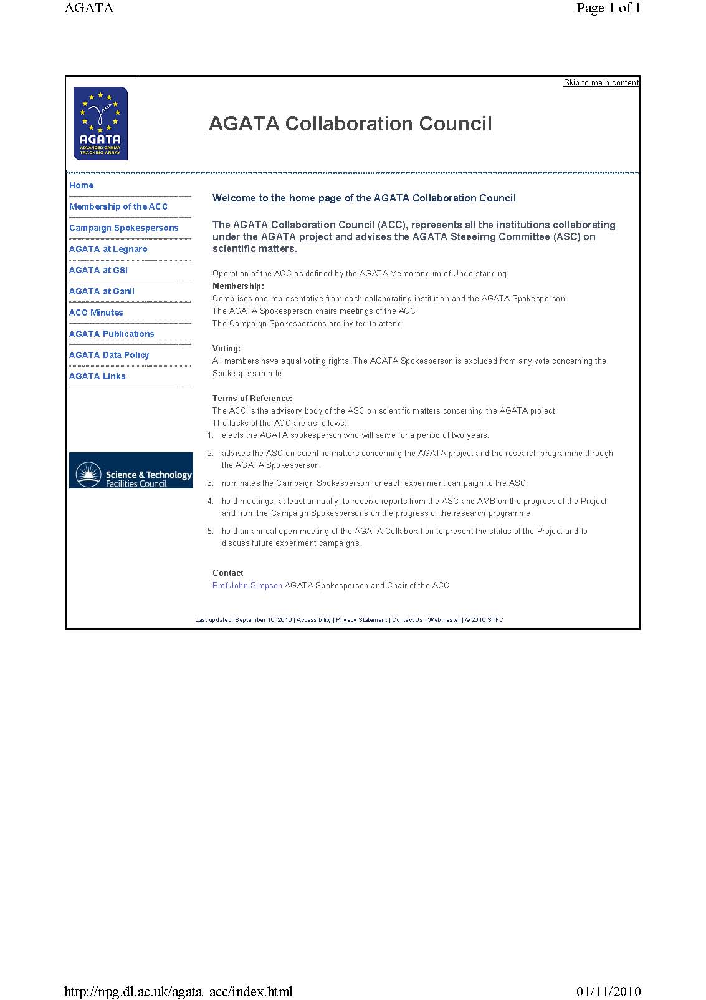 AGATA
Page 1 of 1
Skip to main content
AGATA
ADVANCED GAMMA
TRACKING ARRAY
AGATA Collaboration Council
Home
Membership of the ACC
Campaign Spokespersons
AGATA at Legnaro
AGATA at GSI
AGATA at Ganil
ACC Minutes
AGATA Publications
AGATA Data Policy
AGATA Links
Science & Technology
Facilities Council
Welcome to the home page of the AGATA Collaboration Council
The AGATA Collaboration Council (ACC), represents all the institutions collaborating
under the AGATA project and advises the AGATA Steeeirng Committee (ASC) on
scientific matters.
Operation of the ACC as defined by the AGATA Memorandum of Understanding.
Membership:
Comprises one representative from each collaborating institution and the AGATA Spokesperson.
The AGATA Spokesperson chairs meetings of the ACC.
The Campaign Spokespersons are invited to attend.
Voting:
All members have equal voting rights. The AGATA Spokesperson is excluded from any vote concerning the
Spokesperson role.
Terms of Reference:
The ACC is the advisory body of the ASC on scientific matters concerning the AGATA project.
The tasks of the ACC are as follows:
1. elects the AGATA spokesperson who will serve for a period of two years.
2. advises the ASC on scientific matters concerning the AGATA project and the research programme through
the AGATA Spokesperson.
3. nominates the Campaign Spokesperson for each experiment campaign to the ASC.
4. hold meetings, at least annually, to receive reports from the ASC and AMB on the progress of the Project
and from the Campaign Spokespersons on the progress of the research programme.
5. hold an annual open meeting of the AGATA Collaboration to present the status of the Project and to
discuss future experiment campaigns.
Contact
Prof John Simpson AGATA Spokesperson and Chair of the ACC
Last updated: September 10, 2010 | Accessibility | Privacy Statement | Contact Us | Webmaster | © 2010 STFC
http://npg.dl.ac.uk/agata_acc/index.html
01/11/2010